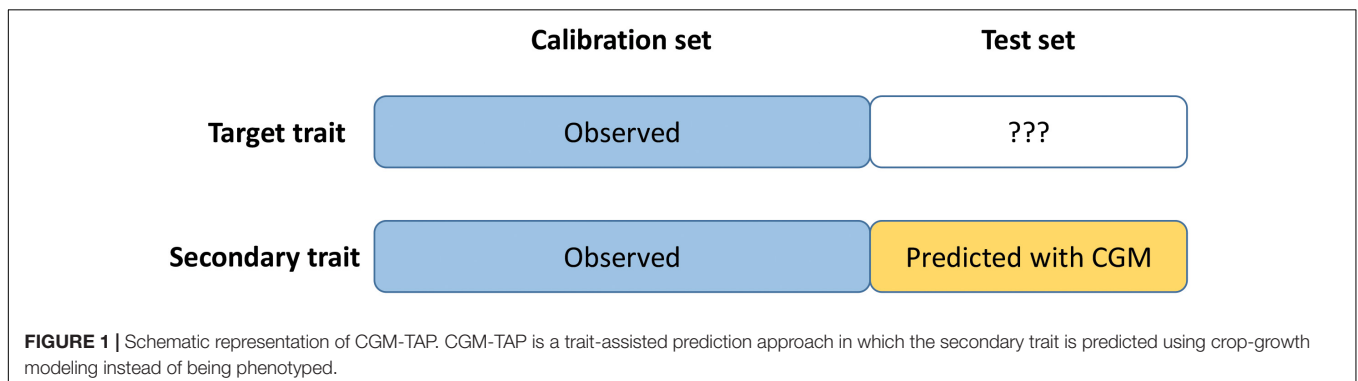 Calibration set Test set
Target trait Observed ???
Secondary trait Observed Predicted with CGM
FIGURE 1 | Schematic representation of CGM-TAP. CGM-TAP is a trait-assisted prediction approach in which the secondary trait is predicted using crop-growth
modeling instead of being phenotyped.